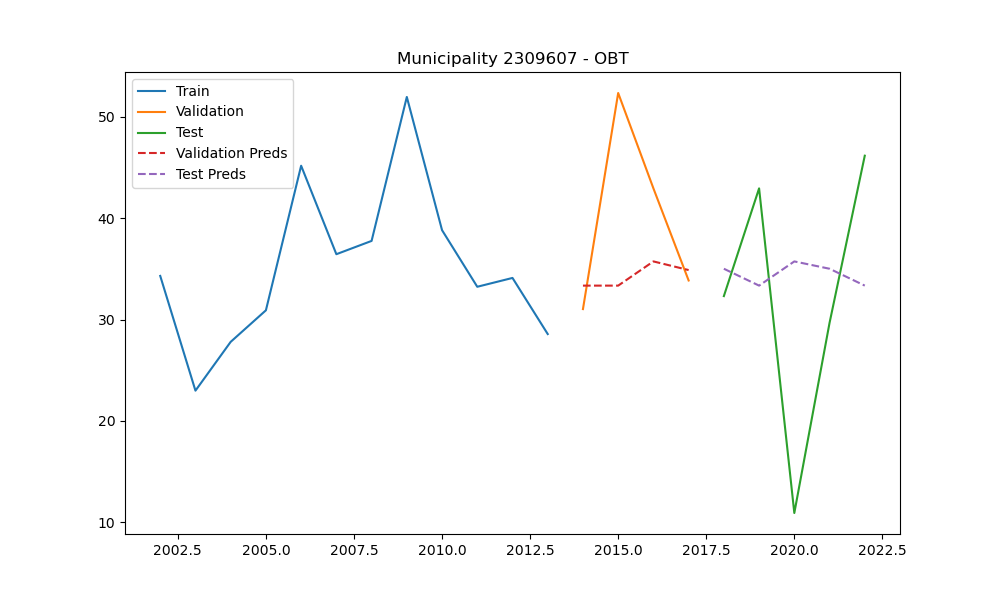 Municipality 2309607 - OBT
Train
Validation
Test
Validation Preds
Test Preds
50
40
30
20
10
2002.5 2005.0 2007.5 2010.0 2012.5 2015.0 2017.5 2020.0 2022.5